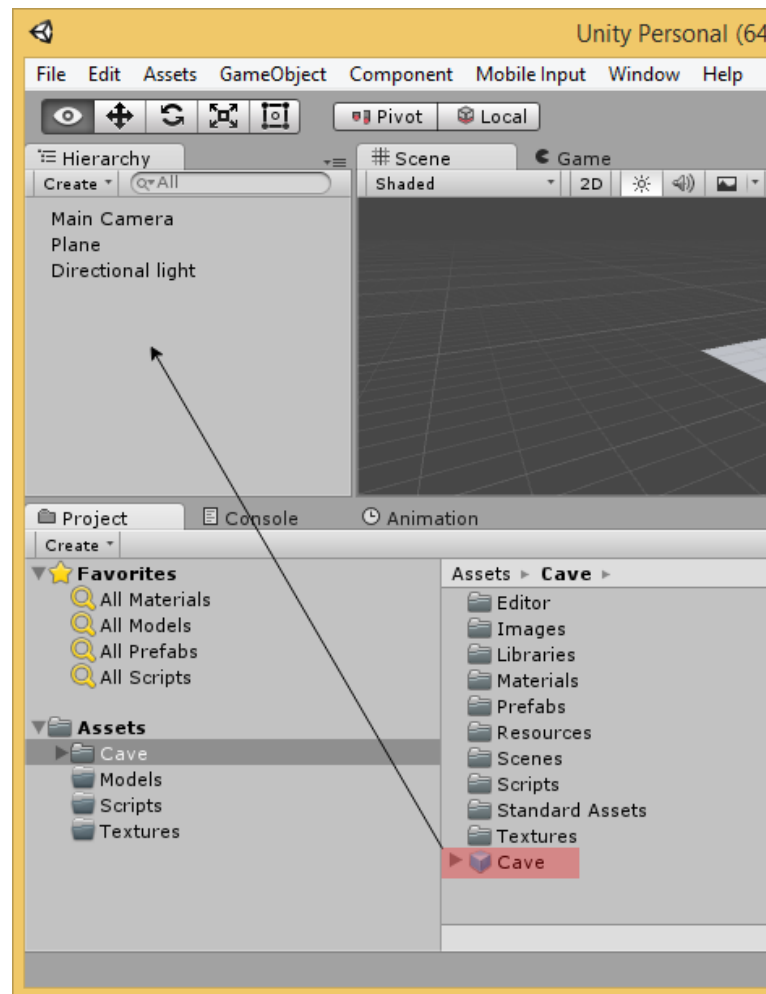 Unity Personal (64
File Edit Assets GameObject Component Mobile Input Window Help
Pivot Local
Hierarchy
Create All
Main Camera
Plane
Directional light
Scene Game
Shaded 2D
Project Console Animation
Create
Favorites
All Materials
All Models
All Prefabs
All Scripts
Assets
Cave
Models
Scripts
Textures
Assets Cave
Editor
Images
Libraries
Materials
Prefabs
Resources
Scenes
Scripts
Standard Assets
Textures
Cave